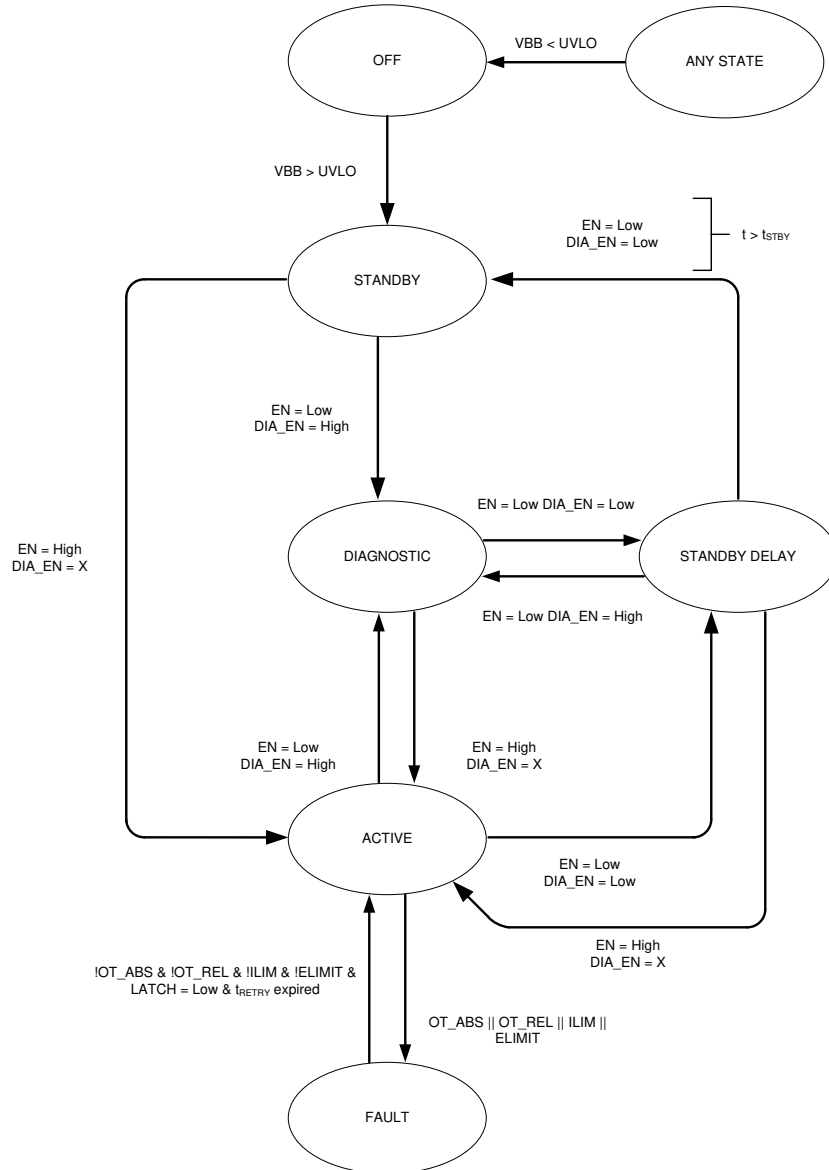 VBB < UVLO
OFF
ANY STATE
VBB > UVLO
EN = Low
DIA_EN = Low
t > tSTBY
STANDBY
EN = Low
DIA_EN = High
EN = Low DIA_EN = Low
EN = High
DIA_EN = X
DIAGNOSTIC
STANDBY DELAY
EN = Low DIA_EN = High
EN = Low
DIA_EN = High
EN = High
DIA_EN = X
ACTIVE
EN = Low
DIA_EN = Low
EN = High
DIA_EN = X
!OT_ABS & !OT_REL & !ILIM & !ELIMIT &
LATCH = Low & tRETRY expired
OT_ABS || OT_REL || ILIM ||
ELIMIT
FAULT